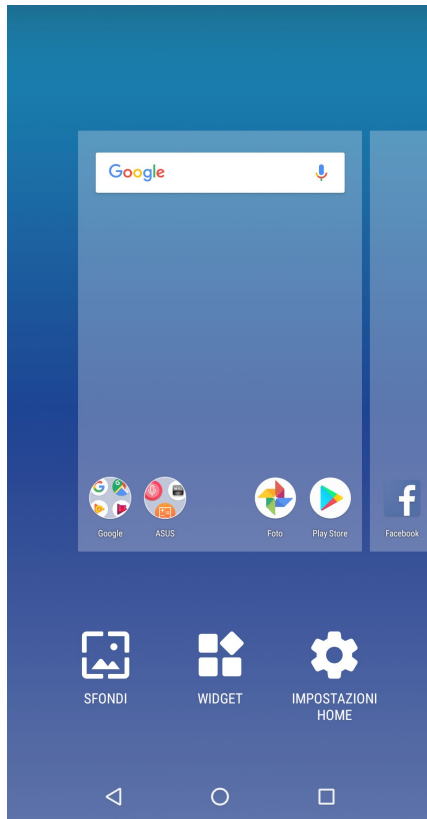 Google
Google
ASUS
Foto
Play Store
Facebook
SFONDI
WIDGET
IMPOSTAZIONI
HOME